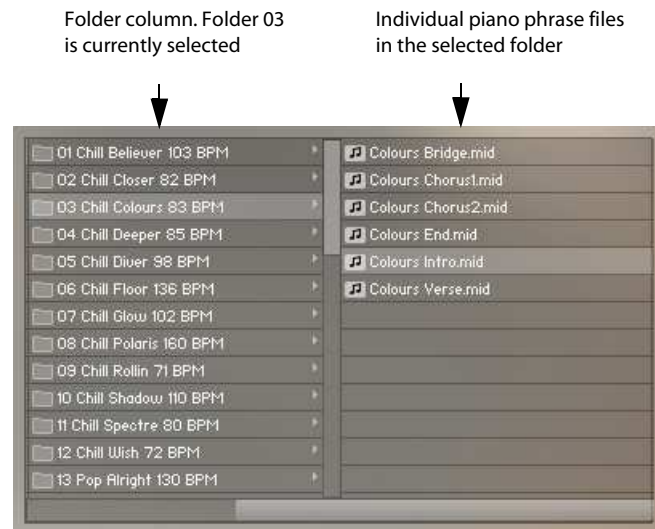 Folder column. Folder 03
is currently selected
Individual piano phrase files
in the selected folder
01 Chill Believer 103 BPM
02 Chill Closer 82 BPM
03 Chill Colours 83 BPM
04 Chill Deeper 85 BPM
05 Chill Diver 98 BPM
06 Chill Floor 136 BPM
07 Chill Glow 102 BPM
08 Chill Polaris 160 BPM
09 Chill Rollin 71 BPM
10 Chill Shadow 110 BPM
11 Chill Spectre 80 BPM
12 Chill Wish 72 BPM
13 Pop Alright 130 BPM
Colours Bridge.mid
Colours Chorus1.mid
Colours Chorus2.mid
Colours End.mid
Colours Intro.mid
Colours Verse.mid